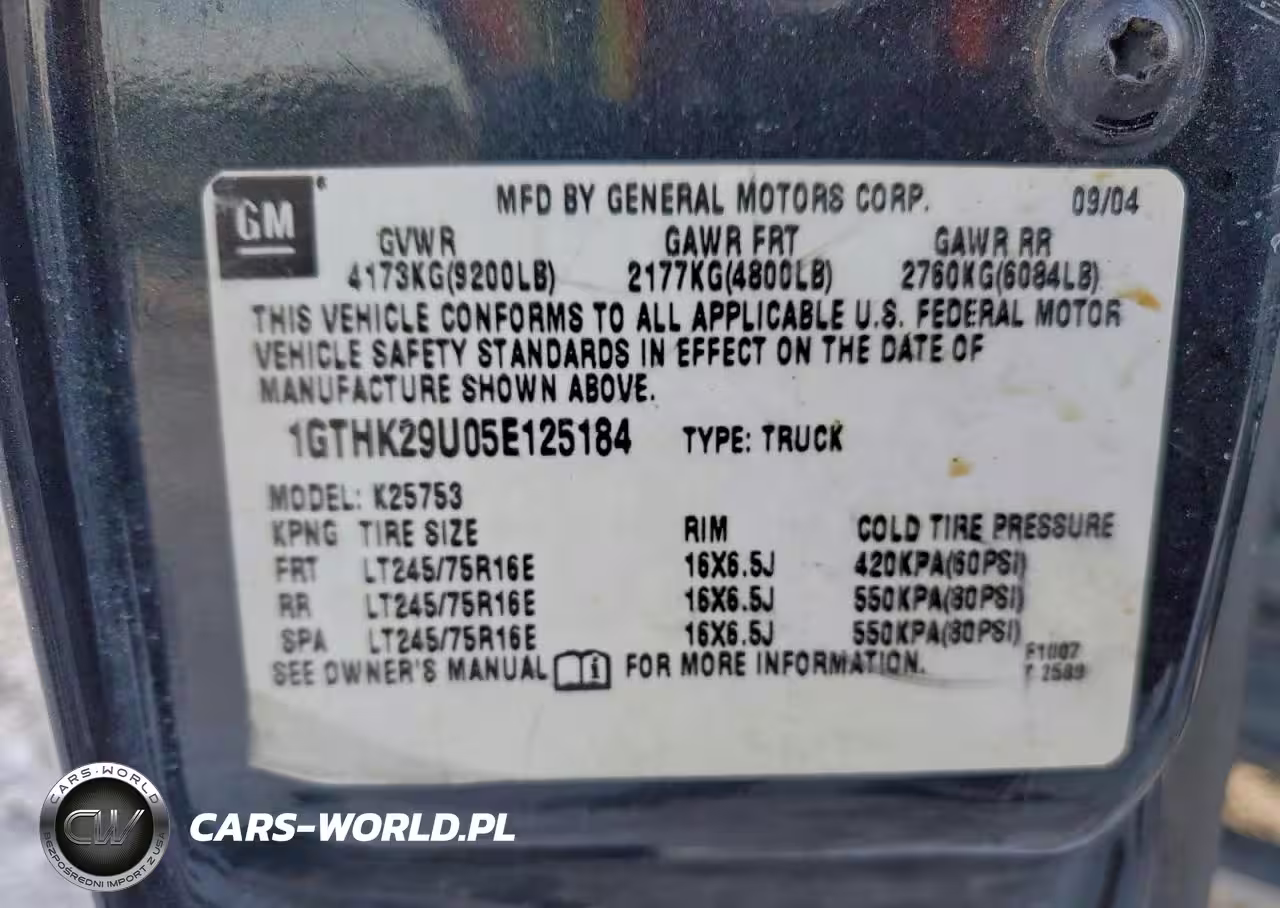 GM
MFD BY GENERAL MOTORS CORP. 09/04
GVWR GAWR FRT GAWR RR
4173KG(9200LB) 2177KG(4800LB) 2760KG(6084LB)
THIS VEHICLE CONFORMS TO ALL APPLICABLE U.S. FEDERAL MOTOR
VEHICLE SAFETY STANDARDS IN EFFECT ON THE DATE OF
MANUFACTURE SHOWN ABOVE.
1GTHK29U05E125184 TYPE: TRUCK
MODEL: K25753
KPNG TIRE SIZE RIM COLD TIRE PRESSURE
FRT LT245/75R16E 16X6.5J 420KPA(60PSI)
RR LT245/75R16E 16X6.5J 550KPA(80PSI)
SPA LT245/75R16E 16X6.5J 550KPA(80PSI)
SEE OWNER'S MANUAL i FOR MORE INFORMATION.
CARS-WORLD
CW
BEZPOŚREDNI IMPORT Z USA
CARS-WORLD.PL